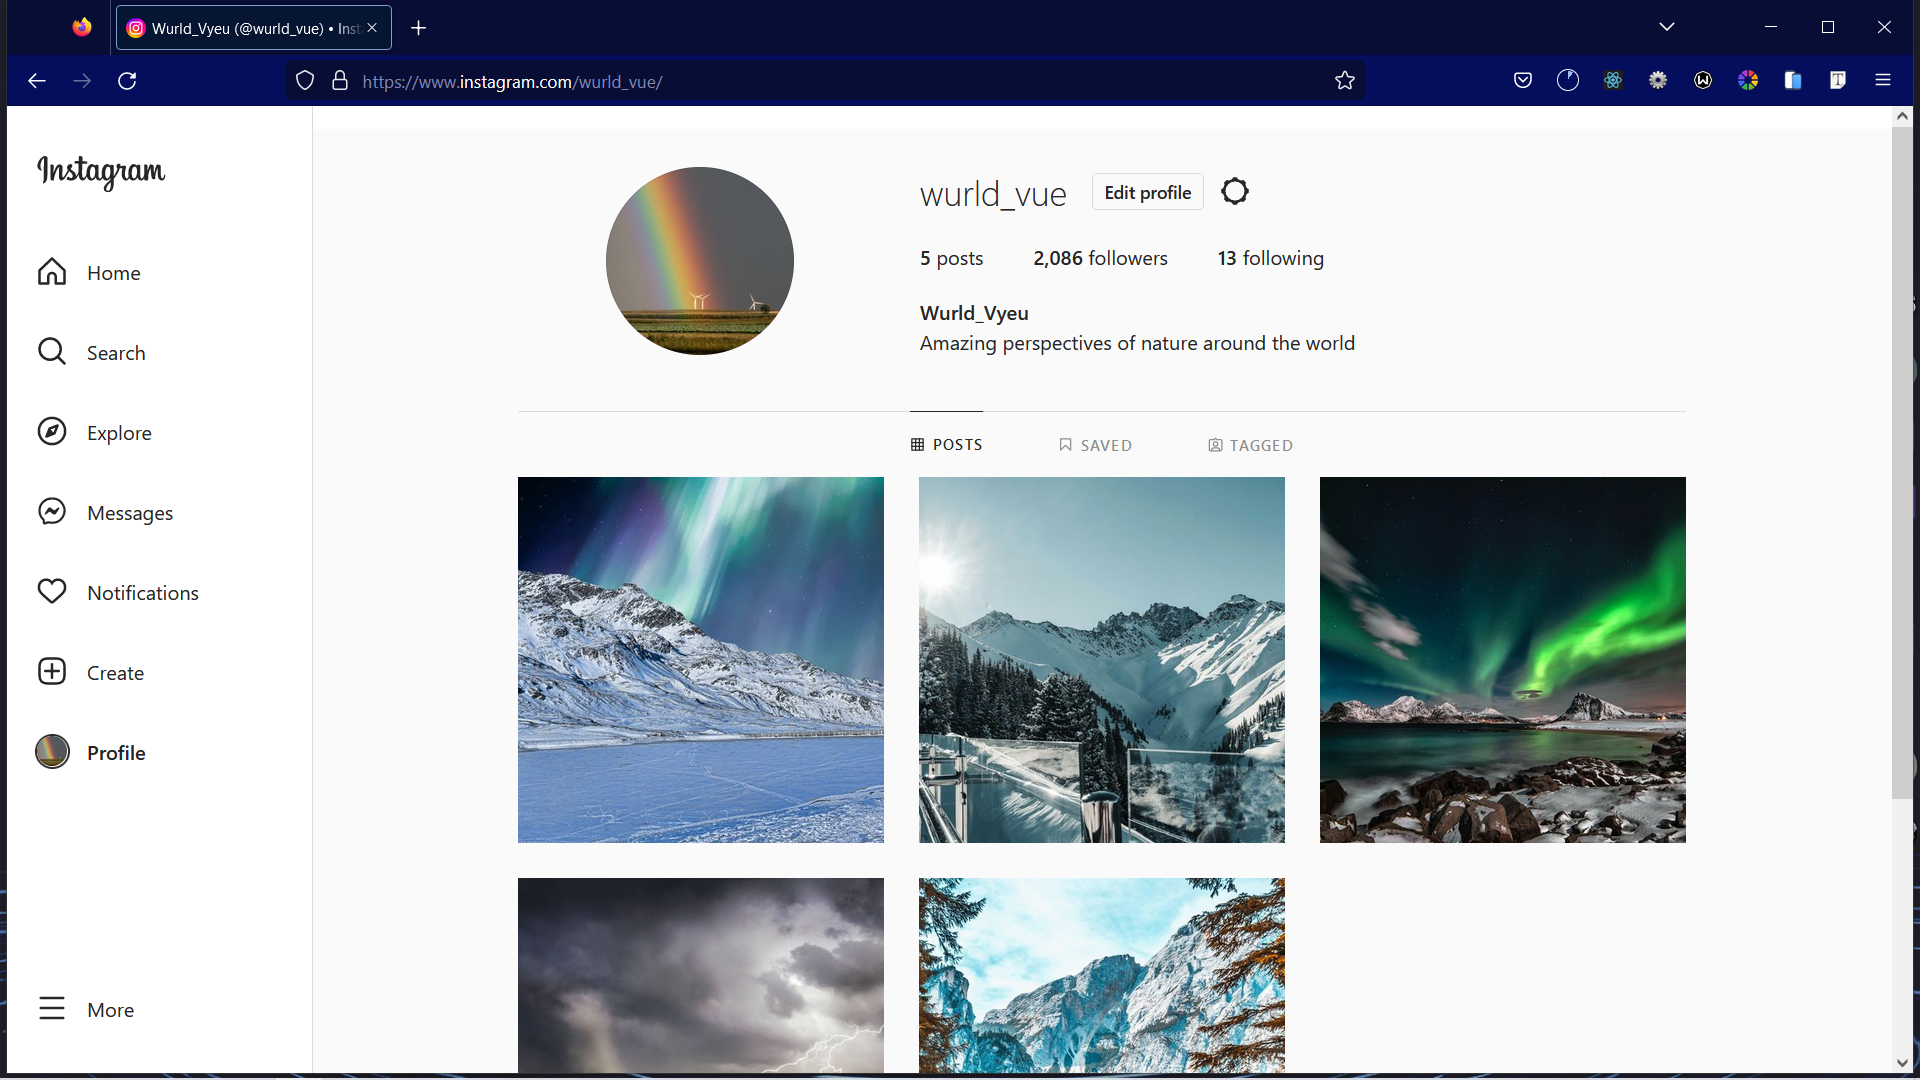 Wurld_Vyeu (@wurld_vue) • Inst
https://www.instagram.com/wurld_vue/
Instagram
Home
Search
Explore
Messages
Notifications
Create
Profile
More
wurld_vue
Edit profile
5 posts
2,086 followers
13 following
Wurld_Vyeu
Amazing perspectives of nature around the world
POSTS
SAVED
TAGGED